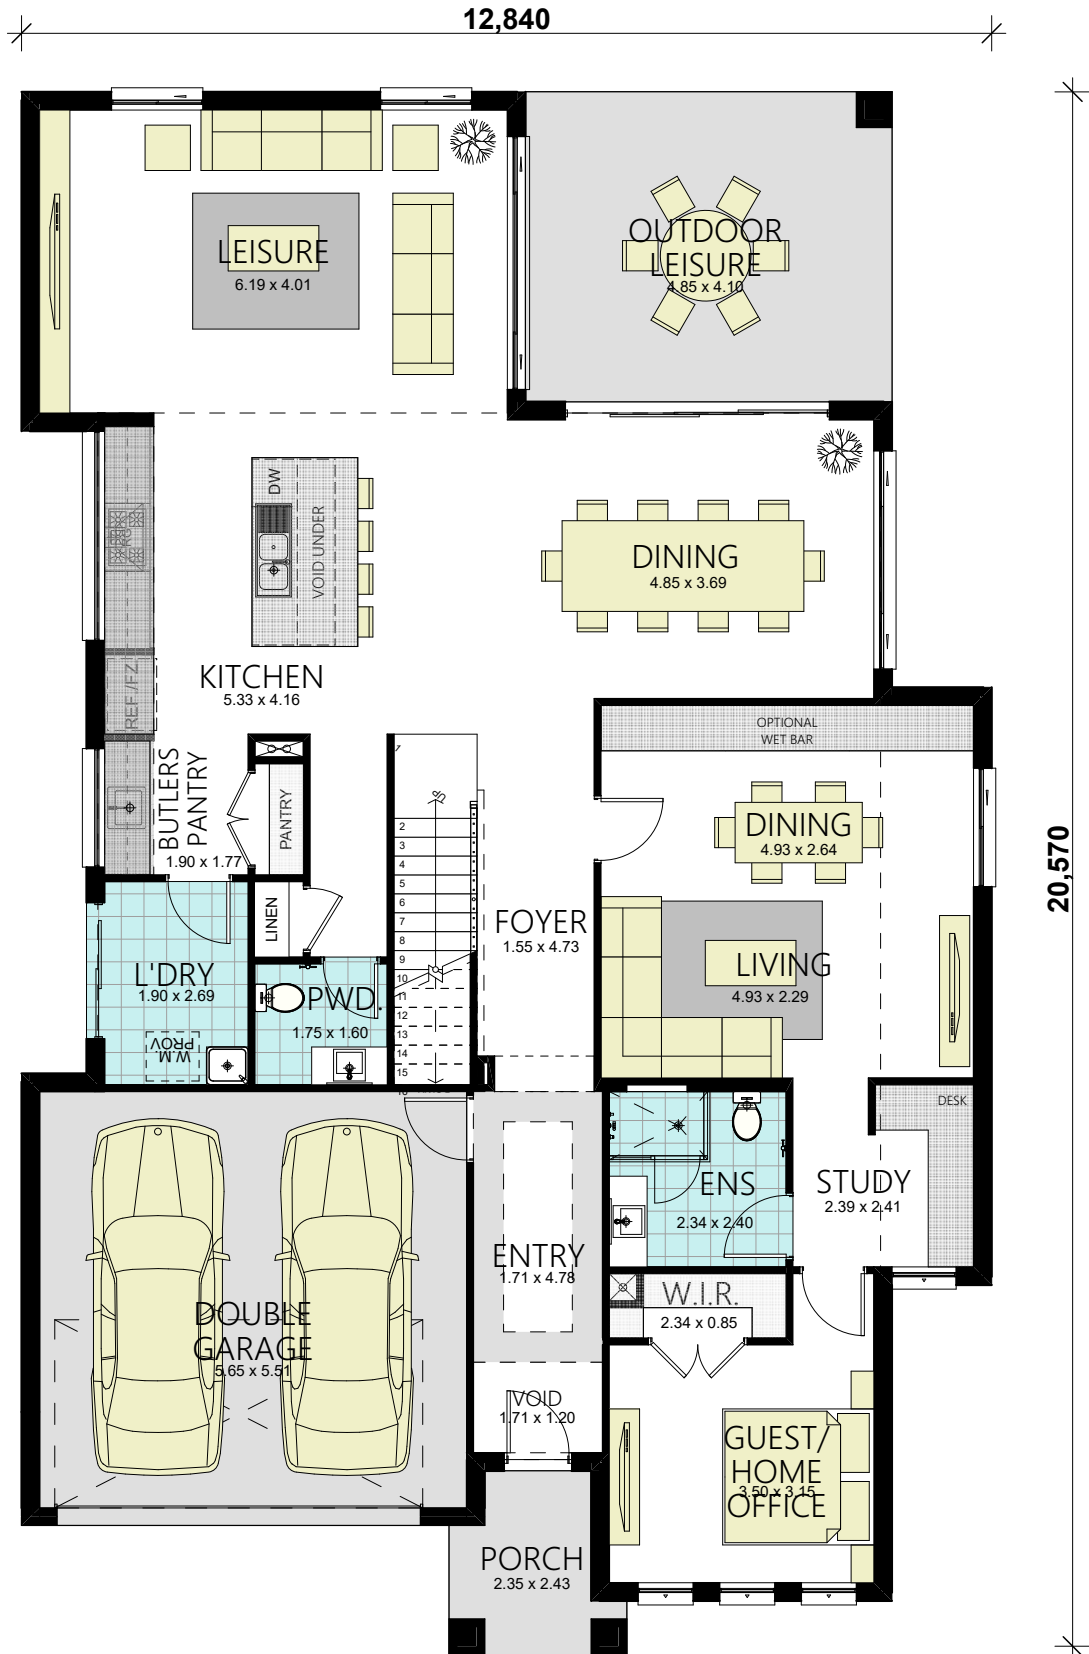 12,840
LEISURE
6.19 x 4.01
OUTDOOR
LEISURE
4.85 x 4.10
DW
VOID UNDER
DINING
4.85 x 3.69
KITCHEN
5.33 x 4.16
REF./FZ
OPTIONAL
WET BAR
BUTLERS
PANTRY
1.90 x 1.77
PANTRY
UP
1
2
3
4
5
6
7
8
9
10
11
12
13
14
15
16
DINING
4.93 x 2.64
20,570
LINEN
FOYER
1.55 x 4.73
LIVING
4.93 x 2.29
L'DRY
1.90 x 2.69
PWD.
1.75 x 1.60
W.M.
PROV
DESK
ENS
2.34 x 2.40
STUDY
2.39 x 2.41
ENTRY
1.71 x 4.78
W.I.R.
2.34 x 0.85
DOUBLE
GARAGE
5.65 x 5.51
VOID
1.71 x 1.20
GUEST/
HOME
OFFICE
3.50 x 3.15
PORCH
2.35 x 2.43